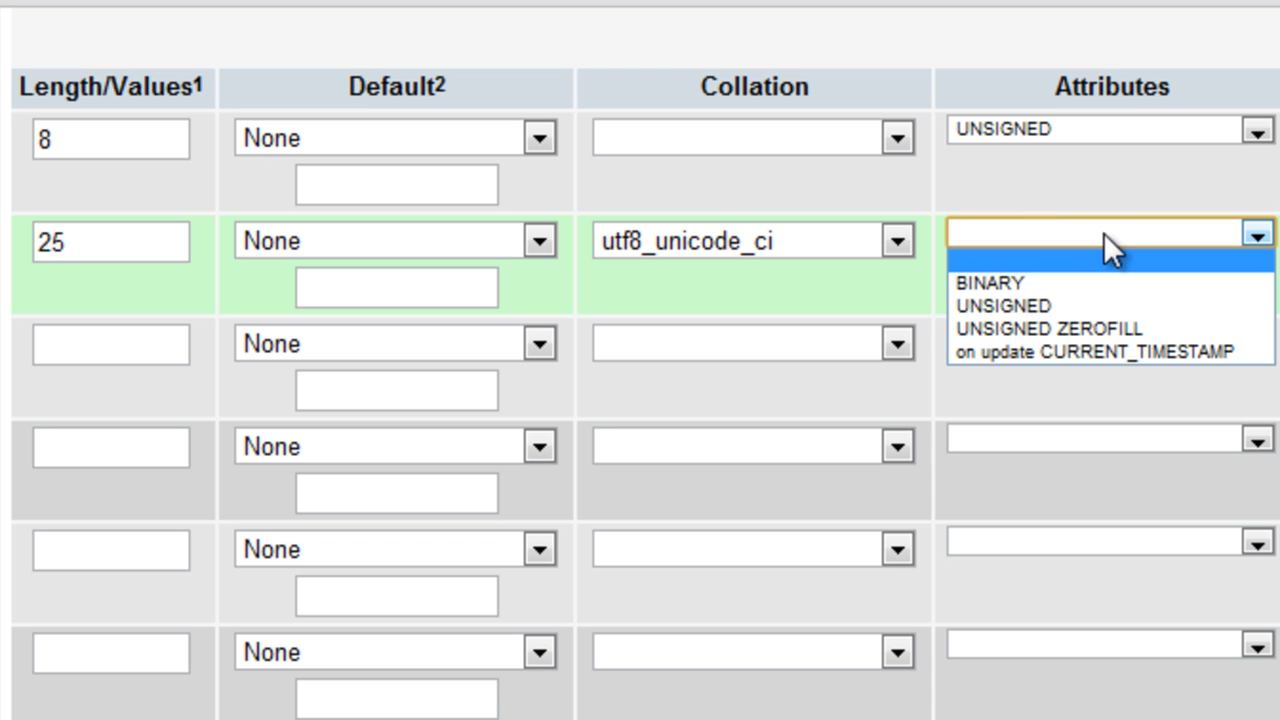 Length/Values1 Default2 Collation Attributes
8 None UNSIGNED
25 None utf8_unicode_ci
BINARY
UNSIGNED
UNSIGNED ZEROFILL
None
on update CURRENT_TIMESTAMP
None
None
None